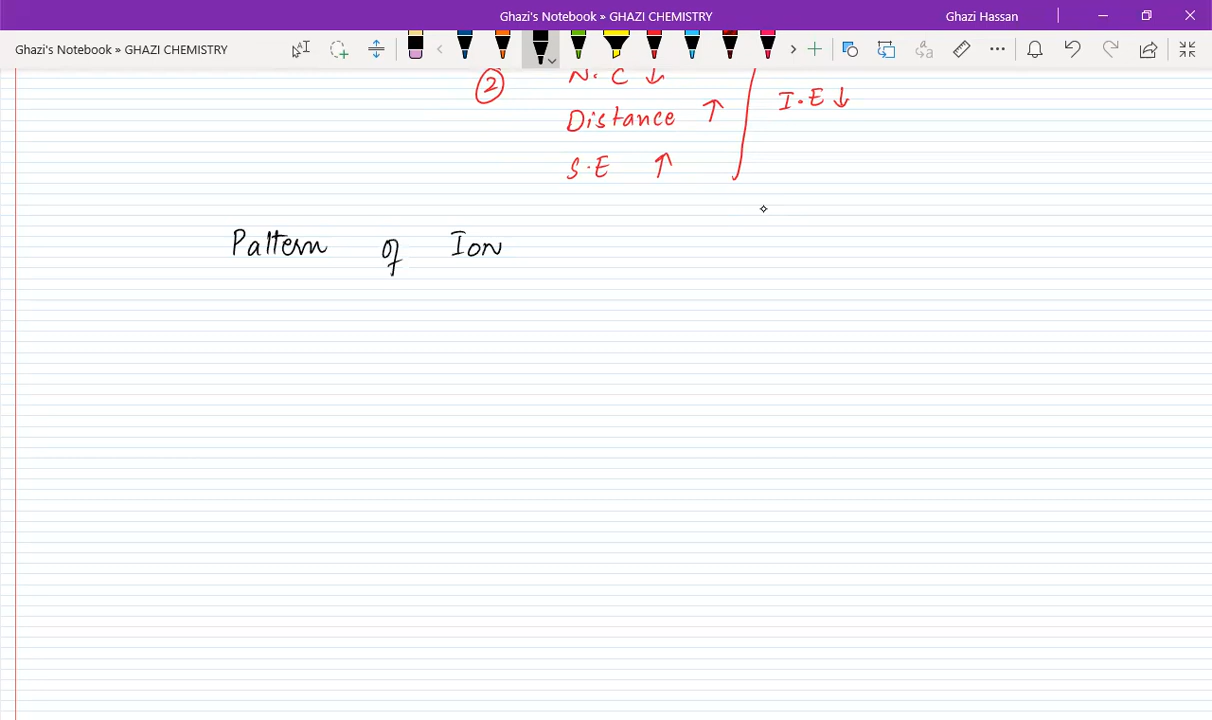 Ghazi's Notebook » GHAZI CHEMISTRY
Ghazi Hassan
Ghazi's Notebook » GHAZI CHEMISTRY
② N.C ↓
Distance ↑
I.E ↓
S.E ↑
Pattern of Ion